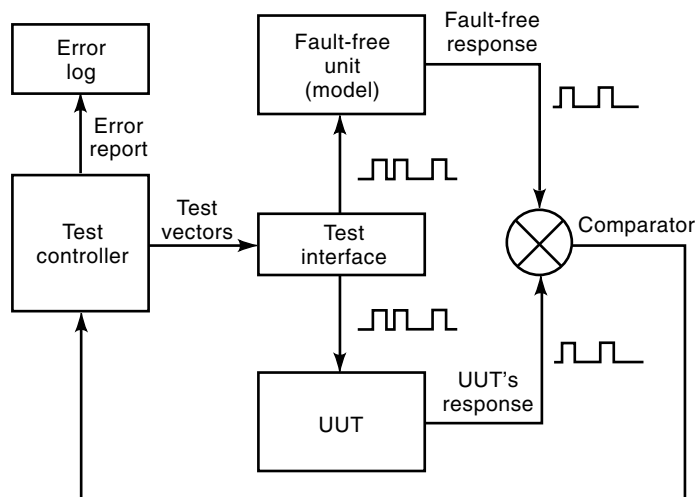 Error
log
Error
report
Test
controller
Test
vectors
Fault-free
unit
(model)
Fault-free
response
Test
interface
Comparator
UUT
UUT's
response